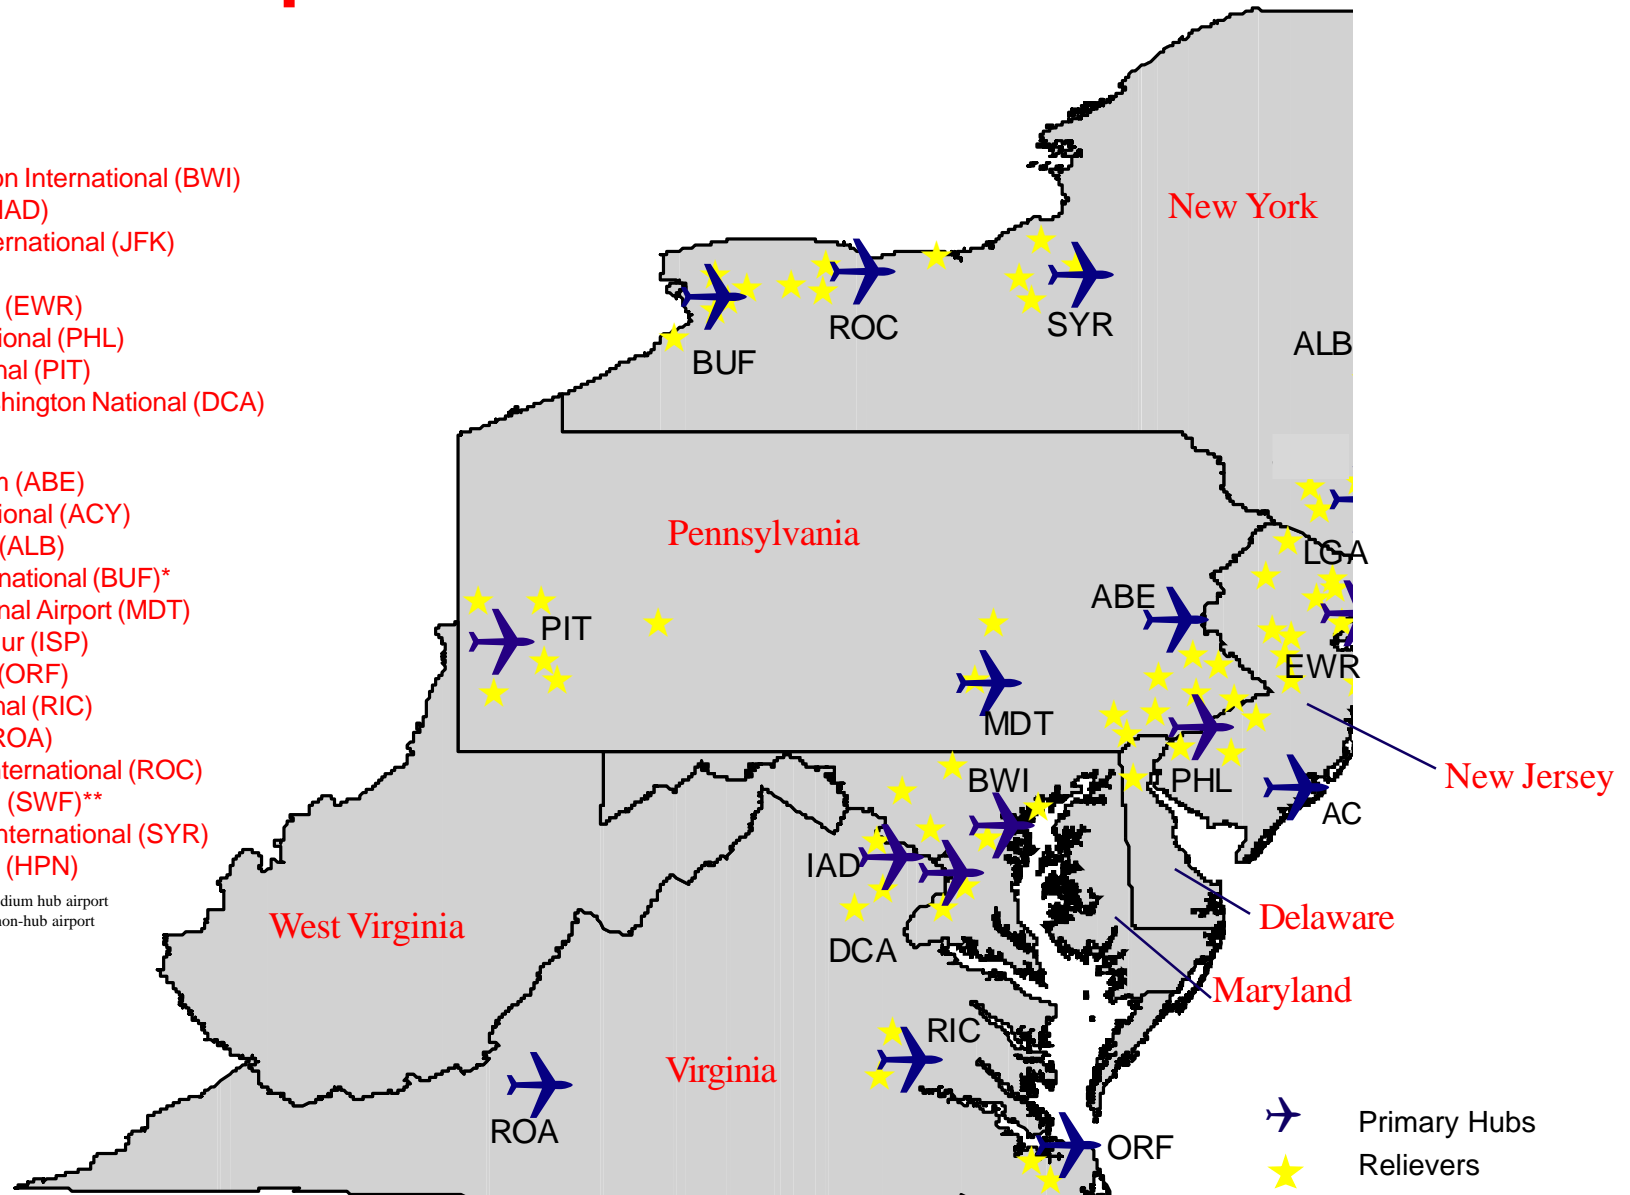 on International (BWI)
IAD)
ernational (JFK)
(EWR)
ional (PHL)
nal (PIT)
shington National (DCA)
n (ABE)
ional (ACY)
(ALB)
national (BUF)*
nal Airport (MDT)
ur (ISP)
(ORF)
nal (RIC)
ROA)
nternational (ROC)
(SWF)**
nternational (SYR)
(HPN)
dium hub airport
non-hub airport
New York
ROC
SYR
BUF
ALB
Pennsylvania
LGA
ABE
PIT
EWR
MDT
BWI
PHL
New Jersey
AC
IAD
West Virginia
Delaware
DCA
Maryland
RIC
Virginia
ROA
ORF
Primary Hubs
Relievers